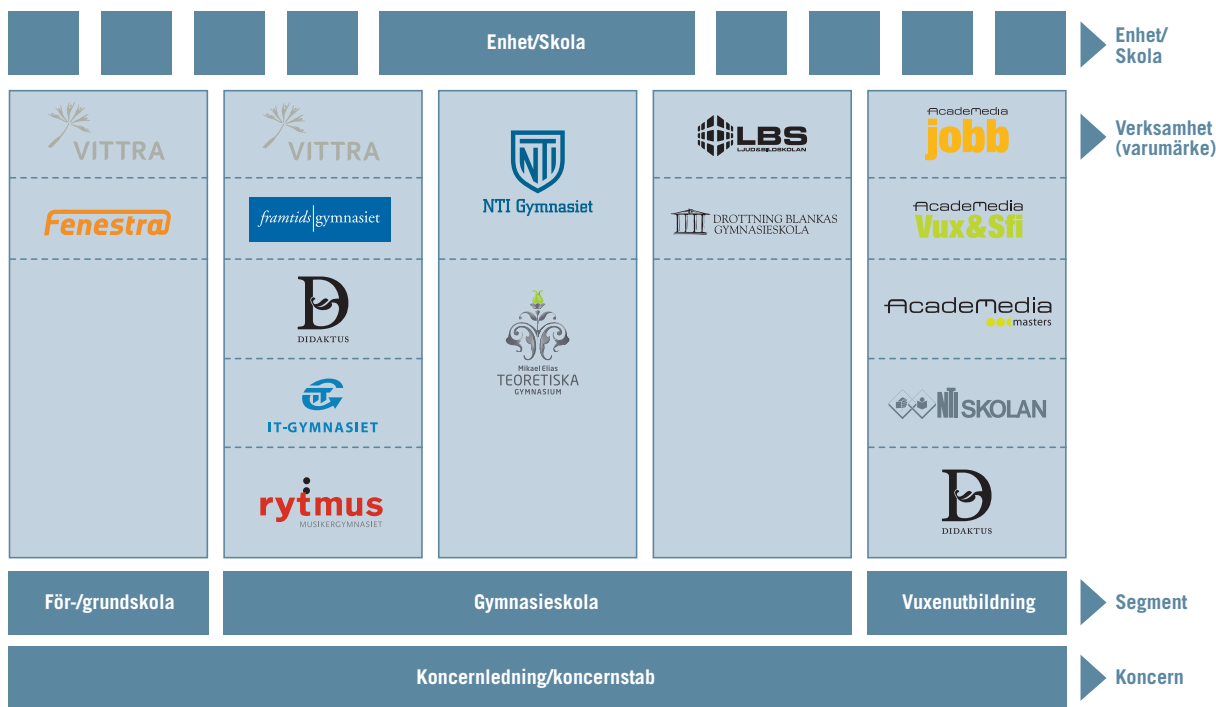 Enhet/Skola
Enhet/
Skola
VITTRA
Fenestra
VITTRA
framtids|gymnasiet
D
DIDAKTUS
IT
IT-GYMNASIET
rytmus
MUSIKERGYMNASIET
NTI
NTI Gymnasiet
Mikael Elias
TEORETISKA
GYMNASIUM
LBS
LJUD&BILDSKOLAN
DROTTNING BLANKAS
GYMNASIESKOLA
AcadeMedia
jobb
AcadeMedia
Vux&Sfi
AcadeMedia
masters
NTI SKOLAN
D
DIDAKTUS
Verksamhet
(varumärke)
För-/grundskola
Gymnasieskola
Vuxenutbildning
Segment
Koncernledning/koncernstab
Koncern